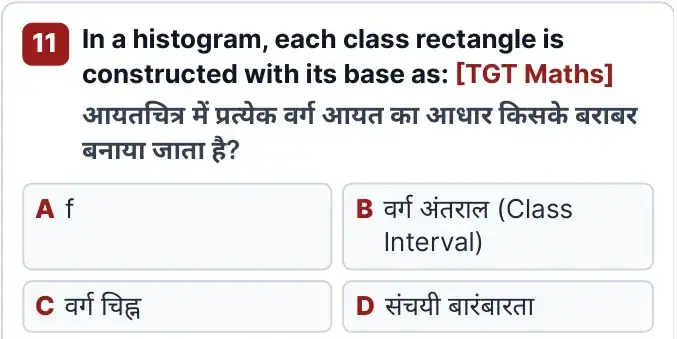 11 In a histogram, each class rectangle is
constructed with its base as: [TGT Maths]
आयतचित्र में प्रत्येक वर्ग आयत का आधार किसके बराबर
बनाया जाता है?
A f
B वर्ग अंतराल (Class
Interval)
C वर्ग चिह्न
D संचयी बारंबारता